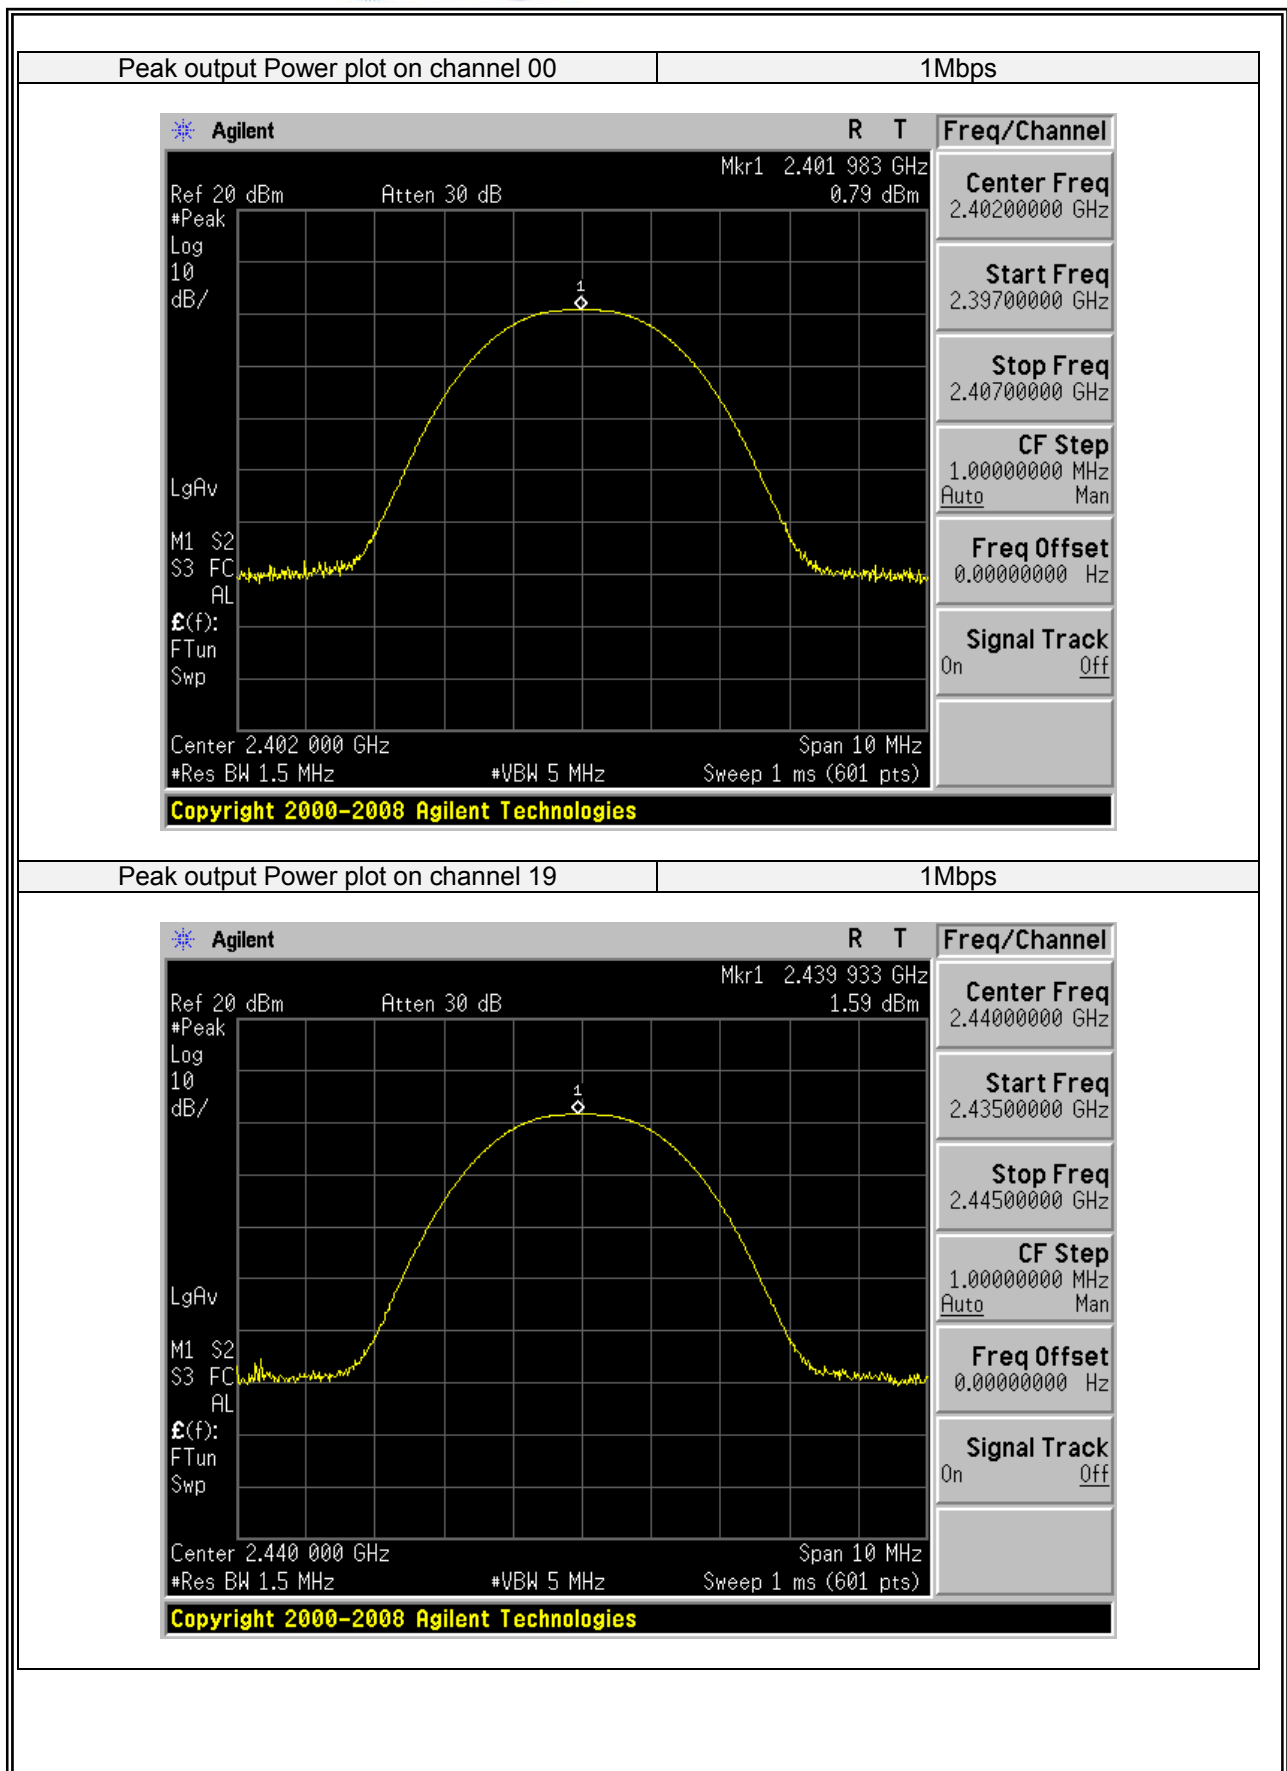 Peak output Power plot on channel 00 1Mbps
Agilent R T Freq/Channel
Mkr1 2.401 983 GHz
Ref 20 dBm Atten 30 dB 0.79 dBm
#Peak
Log
10
dB/
1
LgAv
M1 S2
S3 FC
AL
£(f):
FTun
Swp
Center 2.402 000 GHz Span 10 MHz
#Res BW 1.5 MHz #VBW 5 MHz Sweep 1 ms (601 pts)
Copyright 2000-2008 Agilent Technologies
Center Freq
2.40200000 GHz
Start Freq
2.39700000 GHz
Stop Freq
2.40700000 GHz
CF Step
1.00000000 MHz
Auto Man
Freq Offset
0.00000000 Hz
Signal Track
On Off
Peak output Power plot on channel 19 1Mbps
Agilent R T Freq/Channel
Mkr1 2.439 933 GHz
Ref 20 dBm Atten 30 dB 1.59 dBm
#Peak
Log
10
dB/
1
LgAv
M1 S2
S3 FC
AL
£(f):
FTun
Swp
Center 2.440 000 GHz Span 10 MHz
#Res BW 1.5 MHz #VBW 5 MHz Sweep 1 ms (601 pts)
Copyright 2000-2008 Agilent Technologies
Center Freq
2.44000000 GHz
Start Freq
2.43500000 GHz
Stop Freq
2.44500000 GHz
CF Step
1.00000000 MHz
Auto Man
Freq Offset
0.00000000 Hz
Signal Track
On Off